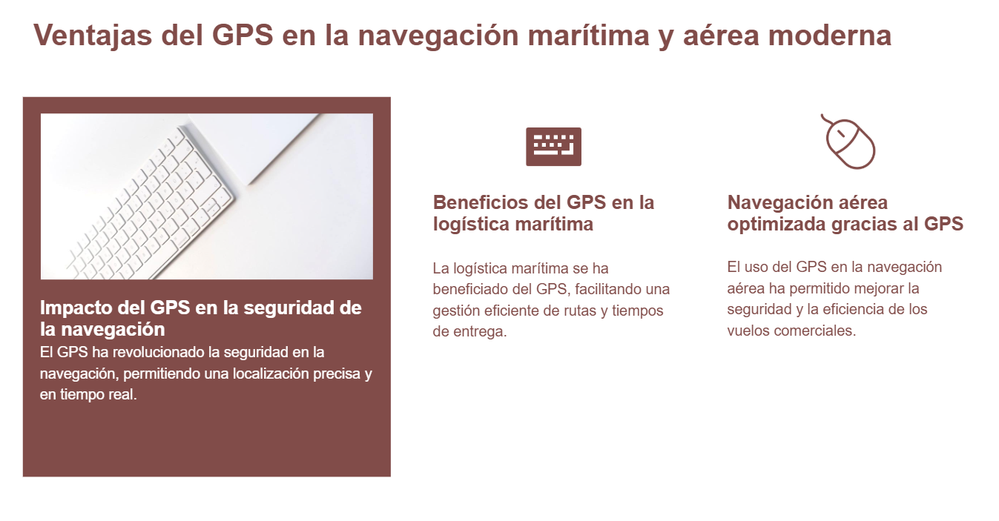 Ventajas del GPS en la navegación marítima y aérea moderna
Impacto del GPS en la seguridad de
la navegación
El GPS ha revolucionado la seguridad en la
navegación, permitiendo una localización precisa y
en tiempo real.
Beneficios del GPS en la
logística marítima
La logística marítima se ha
beneficiado del GPS, facilitando una
gestión eficiente de rutas y tiempos
de entrega.
Navegación aérea
optimizada gracias al GPS
El uso del GPS en la navegación
aérea ha permitido mejorar la
seguridad y la eficiencia de los
vuelos comerciales.